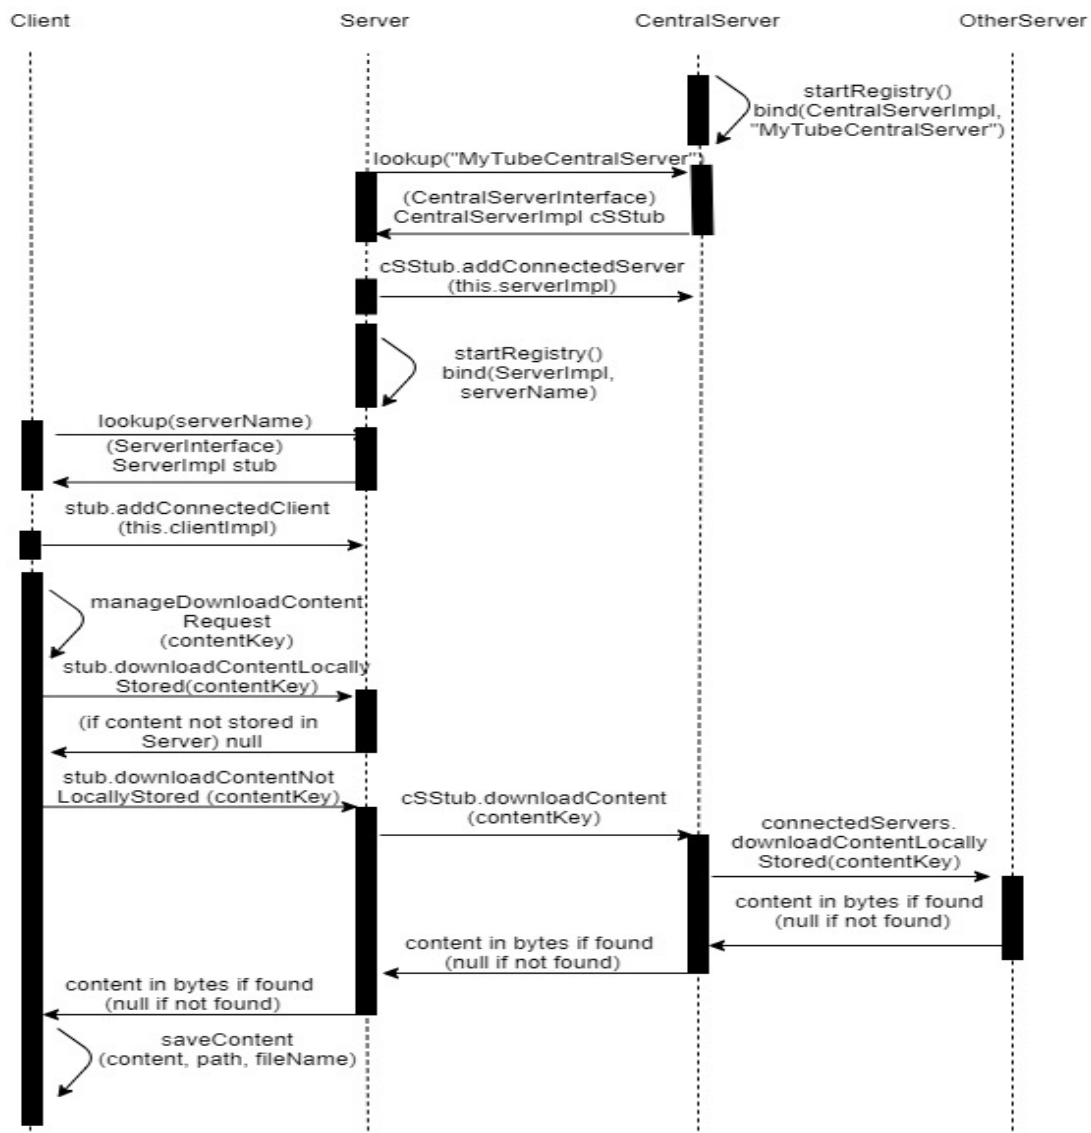 Client
Server
CentralServer
OtherServer
startRegistry()
bind(CentralServerImpl,
"MyTubeCentralServer")
lookup("MyTubeCentralServer")
(CentralServerInterface)
CentralServerImpl cSStub
cSStub.addConnectedServer
(this.serverImpl)
startRegistry()
bind(ServerImpl,
serverName)
lookup(serverName)
(ServerInterface)
ServerImpl stub
stub.addConnectedClient
(this.clientImpl)
manageDownloadContent
Request
(contentKey)
stub.downloadContentLocally
Stored(contentKey)
(if content not stored in
Server) null
stub.downloadContentNot
LocallyStored (contentKey)
cSStub.downloadContent
(contentKey)
connectedServers.
downloadContentLocally
Stored(contentKey)
content in bytes if found
(null if not found)
content in bytes if found
(null if not found)
content in bytes if found
(null if not found)
saveContent
(content, path, fileName)